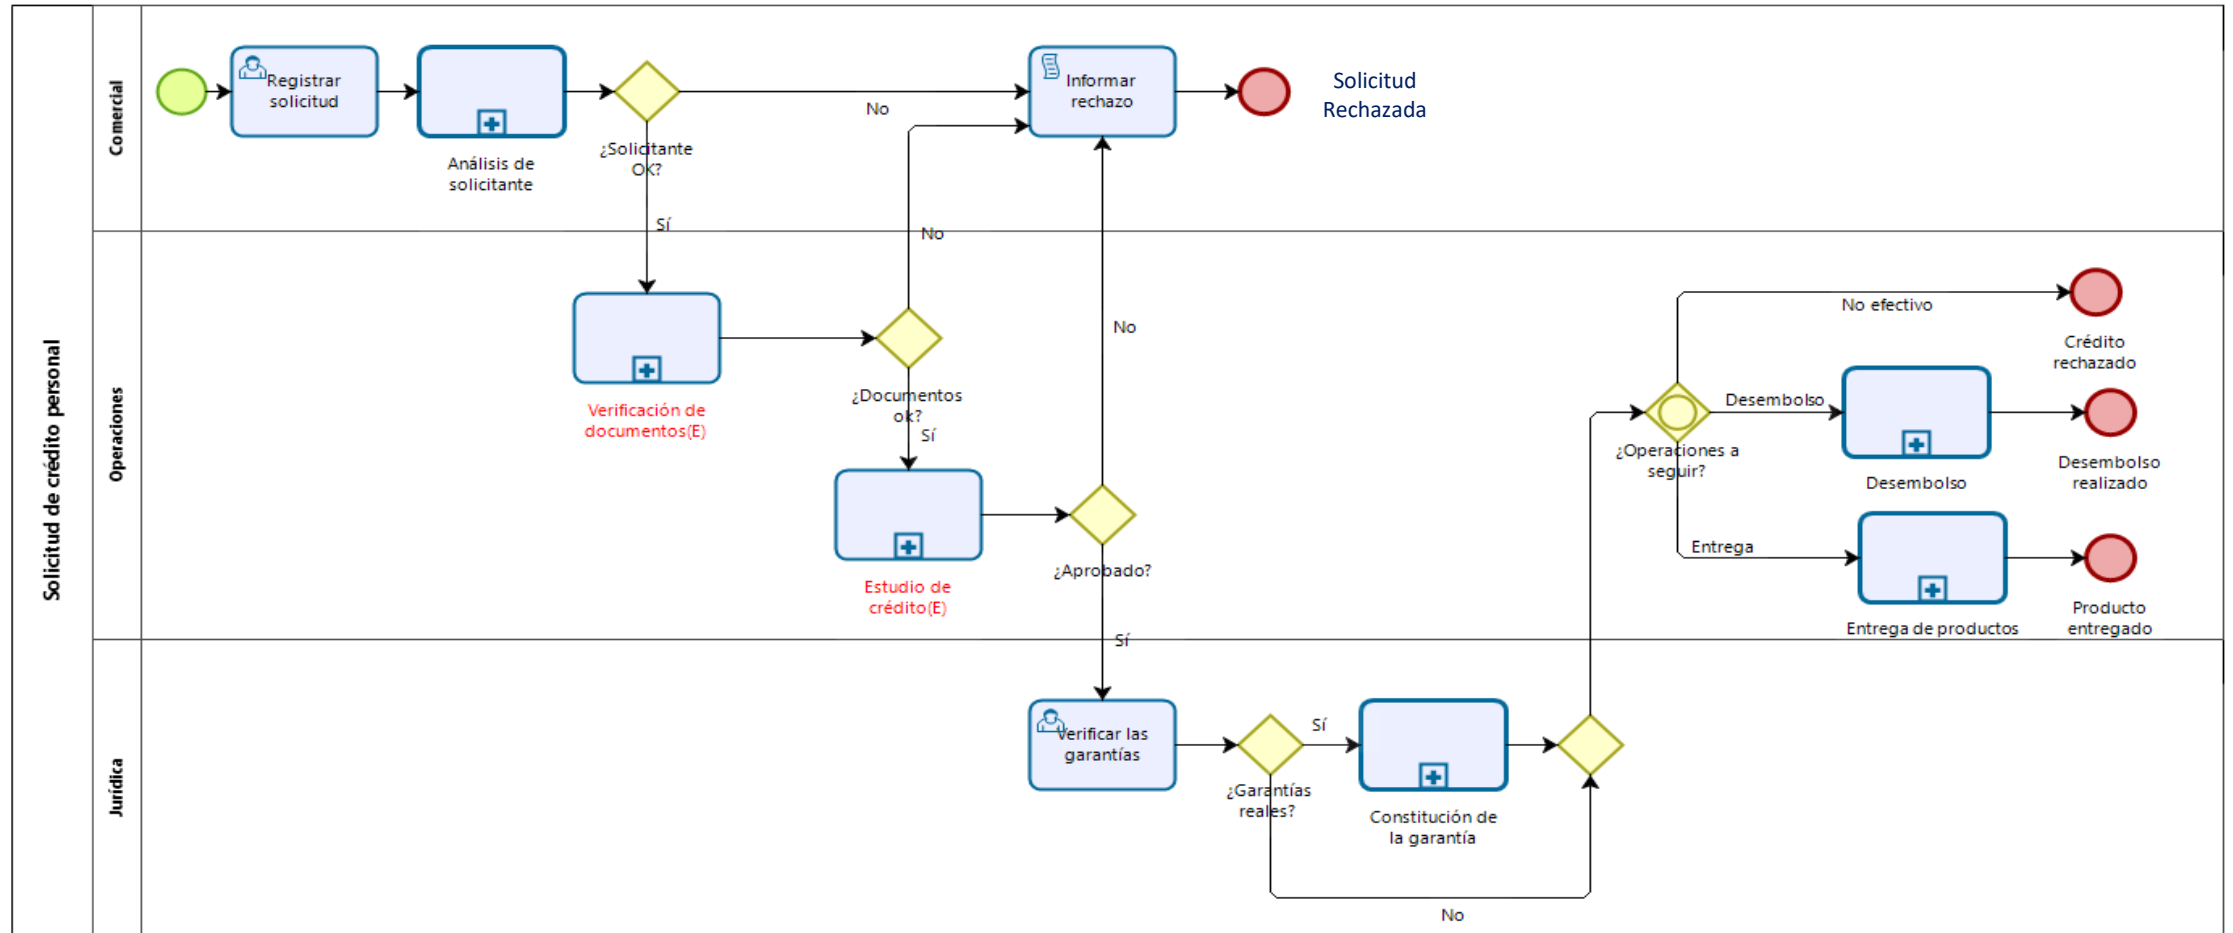 Solicitud de crédito personal
Comercial
Registrar
solicitud
Análisis de
solicitante
¿Solicitante
OK?
No
Sí
Informar
rechazo
Solicitud
Rechazada
Operaciones
Verificación de
documentos(E)
No
¿Documentos
ok?
Sí
Estudio de
crédito(E)
No
¿Aprobado?
Sí
¿Operaciones a
seguir?
No efectivo
Crédito
rechazado
Desembolso
Desembolso
Desembolso
realizado
Entrega
Entrega de productos
Producto
entregado
Jurídica
Verificar las
garantías
¿Garantías
reales?
Sí
Constitución de
la garantía
No